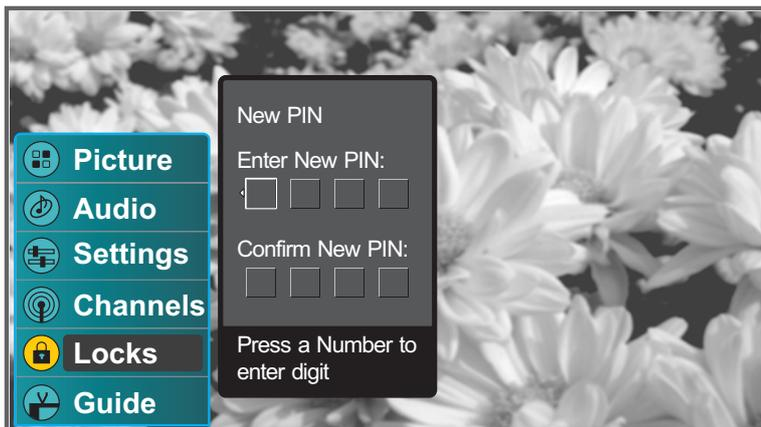 Picture
Audio
Settings
Channels
Locks
Guide
New PIN
Enter New PIN:
Confirm New PIN:
Press a Number to
enter digit